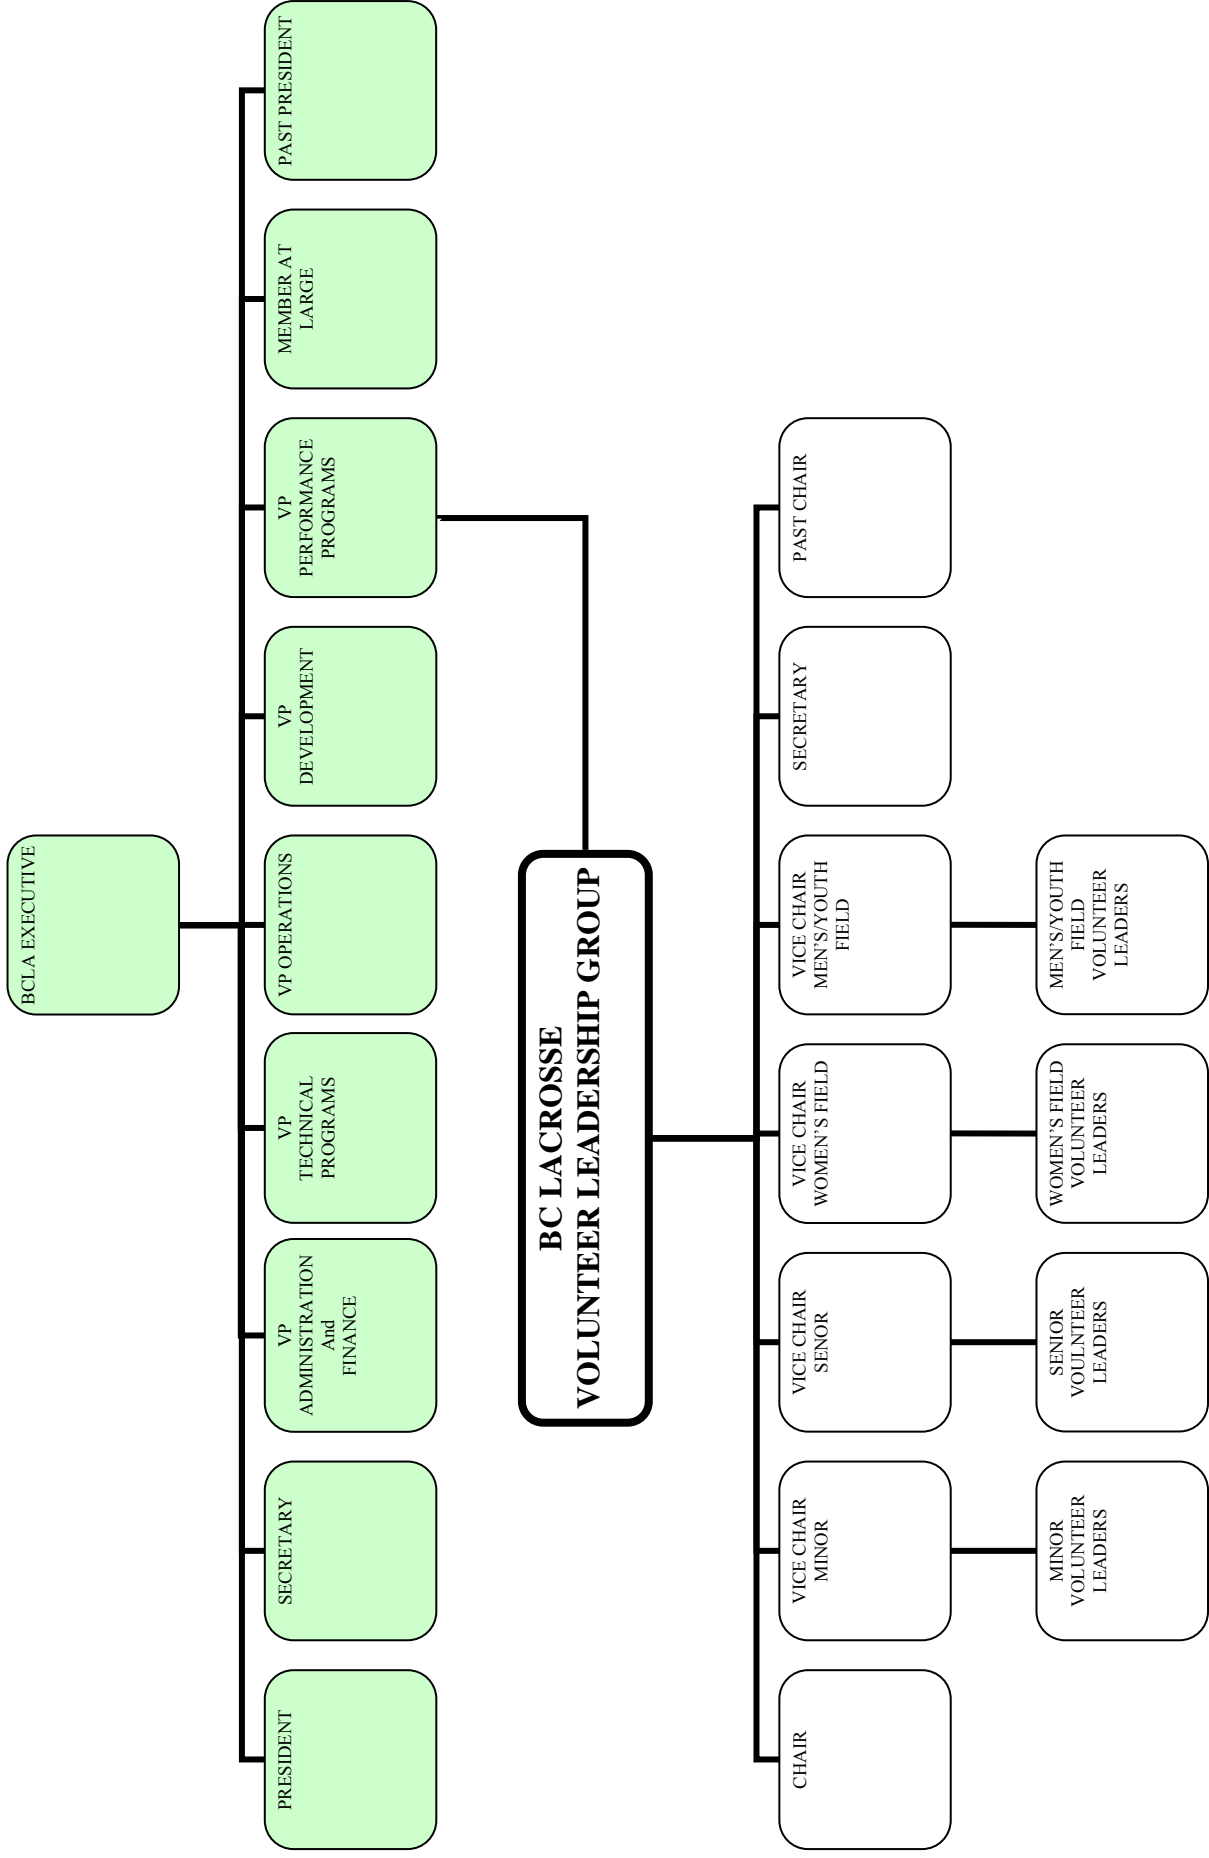 BCLA EXECUTIVE
PRESIDENT
SECRETARY
VP
ADMINISTRATION
And
FINANCE
VP
TECHNICAL
PROGRAMS
VP OPERATIONS
VP
DEVELOPMENT
VP
PERFORMANCE
PROGRAMS
MEMBER AT
LARGE
PAST PRESIDENT
BC LACROSSE
VOLUNTEER LEADERSHIP GROUP
CHAIR
VICE CHAIR
MINOR
VICE CHAIR
SENOR
VICE CHAIR
WOMEN'S FIELD
VICE CHAIR
MEN'S/YOUTH
FIELD
SECRETARY
PAST CHAIR
MINOR
VOLUNTEER
LEADERS
SENIOR
VOULNTEER
LEADERS
WOMEN'S FIELD
VOLUNTEER
LEADERS
MEN'S/YOUTH
FIELD
VOLUNTEER
LEADERS